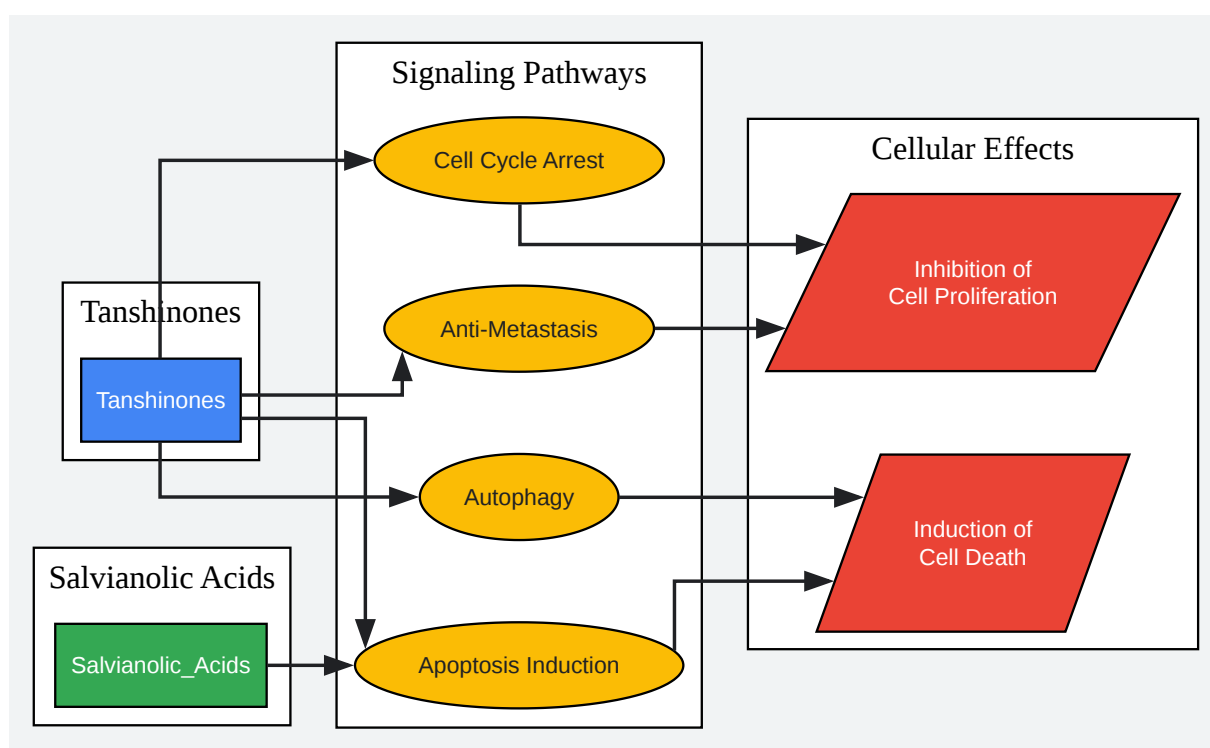 Signaling Pathways
Cell Cycle Arrest
Anti-Metastasis
Autophagy
Apoptosis Induction
Cellular Effects
Inhibition of
Cell Proliferation
Induction of
Cell Death
Tanshinones
Tanshinones
Salvianolic Acids
Salvianolic_Acids